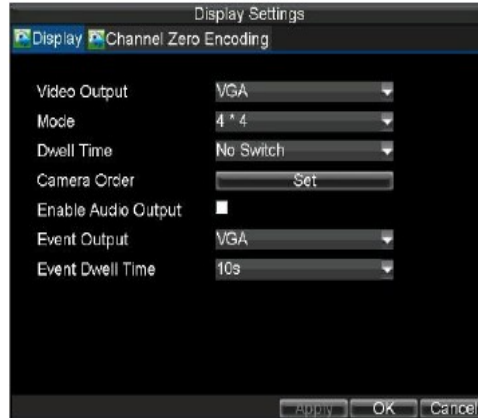 Display Settings
Display Channel Zero Encoding
Video Output VGA
Mode 4 * 4
Dwell Time No Switch
Camera Order Set
Enable Audio Output
Event Output VGA
Event Dwell Time 10s
Apply OK Cancel